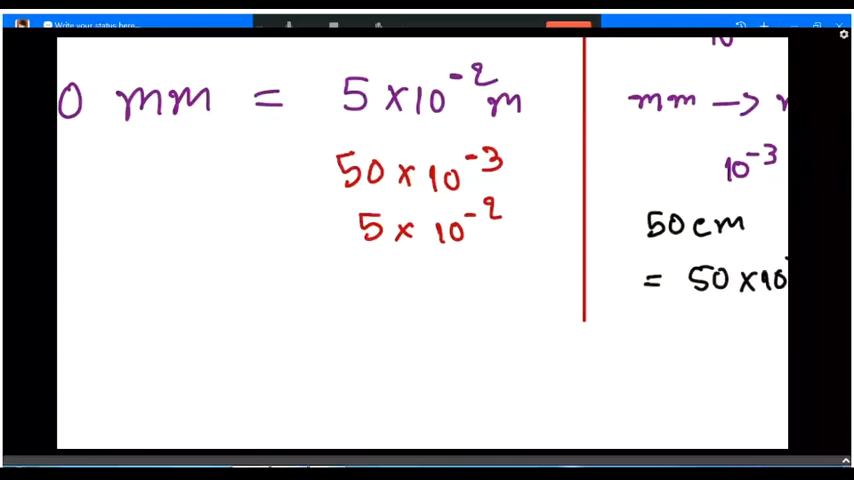 Write your status here...
0 mm = 5 × 10⁻² m
50 × 10⁻³
5 × 10⁻²
10
mm →
10⁻³
50 cm
= 50 × 10